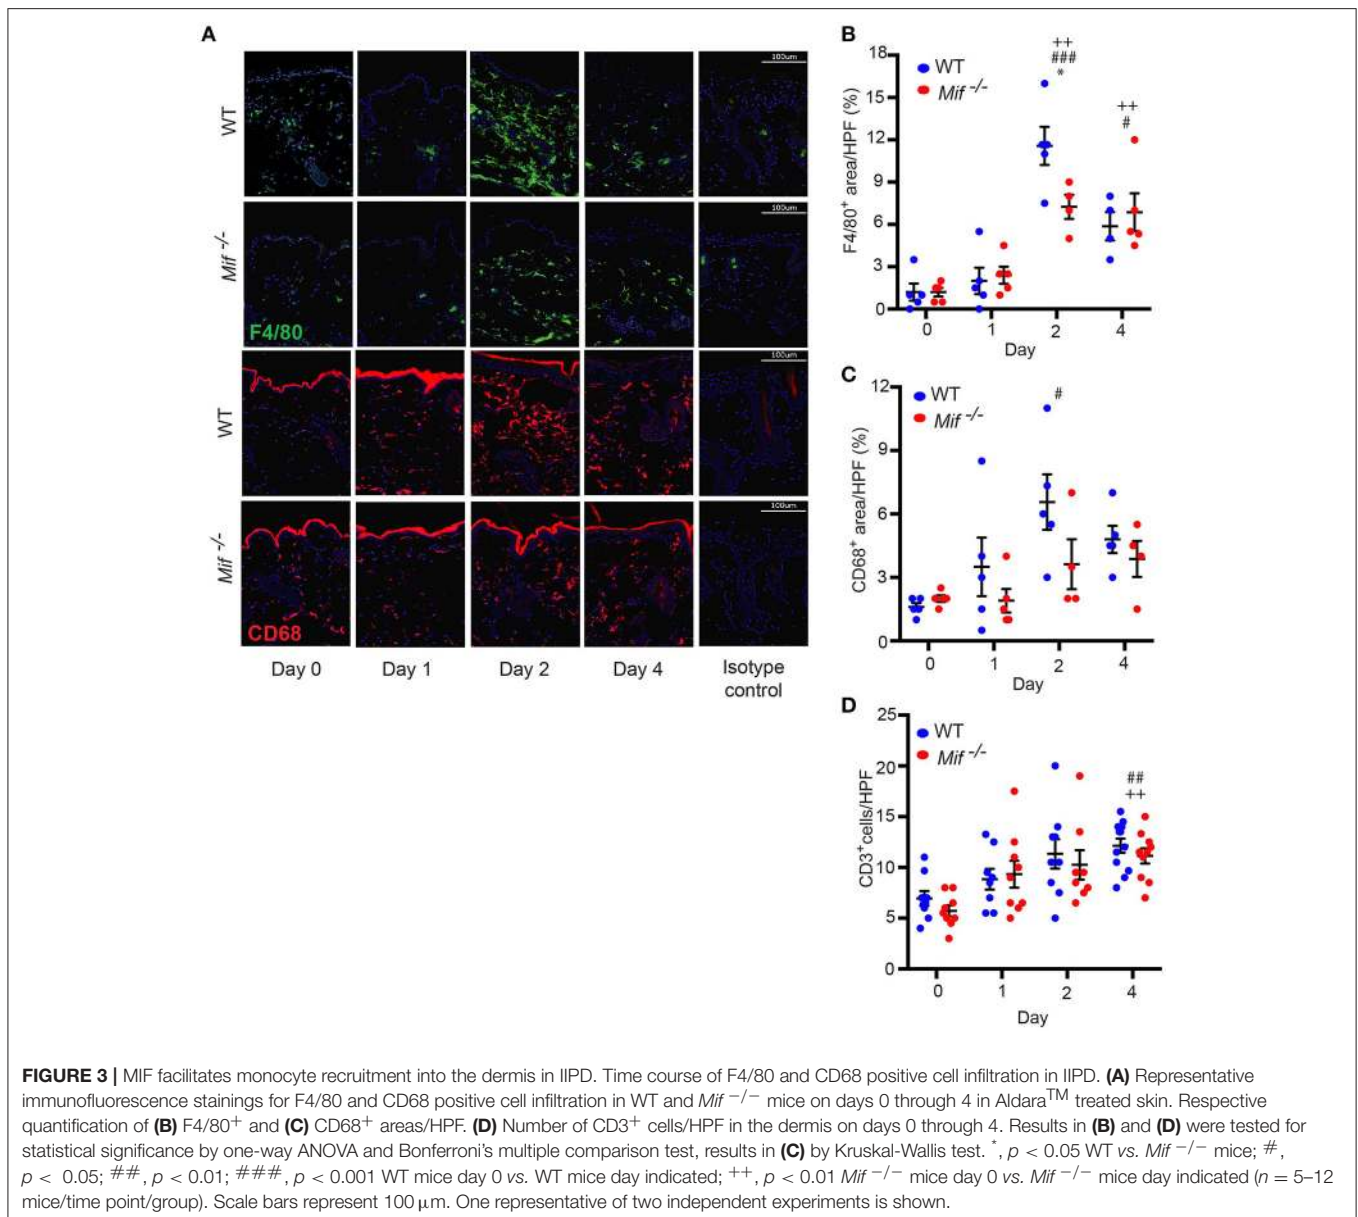 A
WT
100um
Mif -/-
100um
F4/80
WT
100um
Mif -/-
100um
CD68
Day 0 Day 1 Day 2 Day 4 Isotype control
B
F4/80+ area/HPF (%)
18
15
12
9
6
3
0
WT
Mif -/-
++
###
*
++
#
0 1 2 4
Day
C
CD68+ area/HPF (%)
12
9
6
3
0
WT
Mif -/-
#
0 1 2 4
Day
D
CD3+cells/HPF
25
20
15
10
5
0
WT
Mif -/-
##
++
0 1 2 4
Day
FIGURE 3 | MIF facilitates monocyte recruitment into the dermis in IIPD. Time course of F4/80 and CD68 positive cell infiltration in IIPD. (A) Representative
immunofluorescence stainings for F4/80 and CD68 positive cell infiltration in WT and Mif −/− mice on days 0 through 4 in Aldara™ treated skin. Respective
quantification of (B) F4/80+ and (C) CD68+ areas/HPF. (D) Number of CD3+ cells/HPF in the dermis on days 0 through 4. Results in (B) and (D) were tested for
statistical significance by one-way ANOVA and Bonferroni's multiple comparison test, results in (C) by Kruskal-Wallis test. *, p < 0.05 WT vs. Mif −/− mice; #,
p < 0.05; ##, p < 0.01; ###, p < 0.001 WT mice day 0 vs. WT mice day indicated; ++, p < 0.01 Mif −/− mice day 0 vs. Mif −/− mice day indicated (n = 5–12
mice/time point/group). Scale bars represent 100 μm. One representative of two independent experiments is shown.